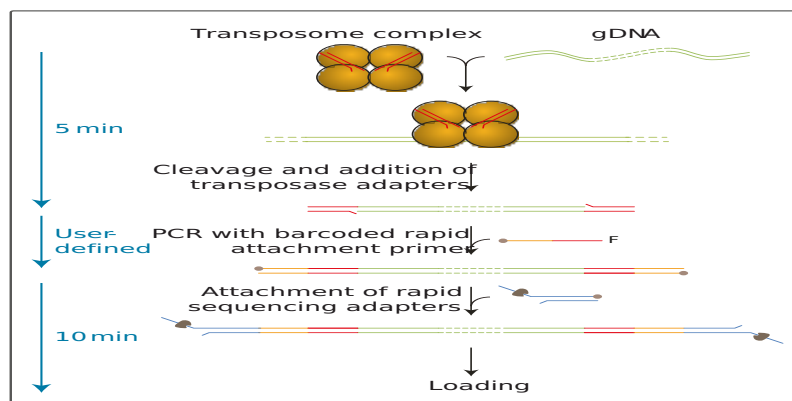 Transposome complex
gDNA
5 min
Cleavage and addition of
transposase adapters
User-
defined
PCR with barcoded rapid
attachment primer
F
Attachment of rapid
sequencing adapters
10 min
Loading